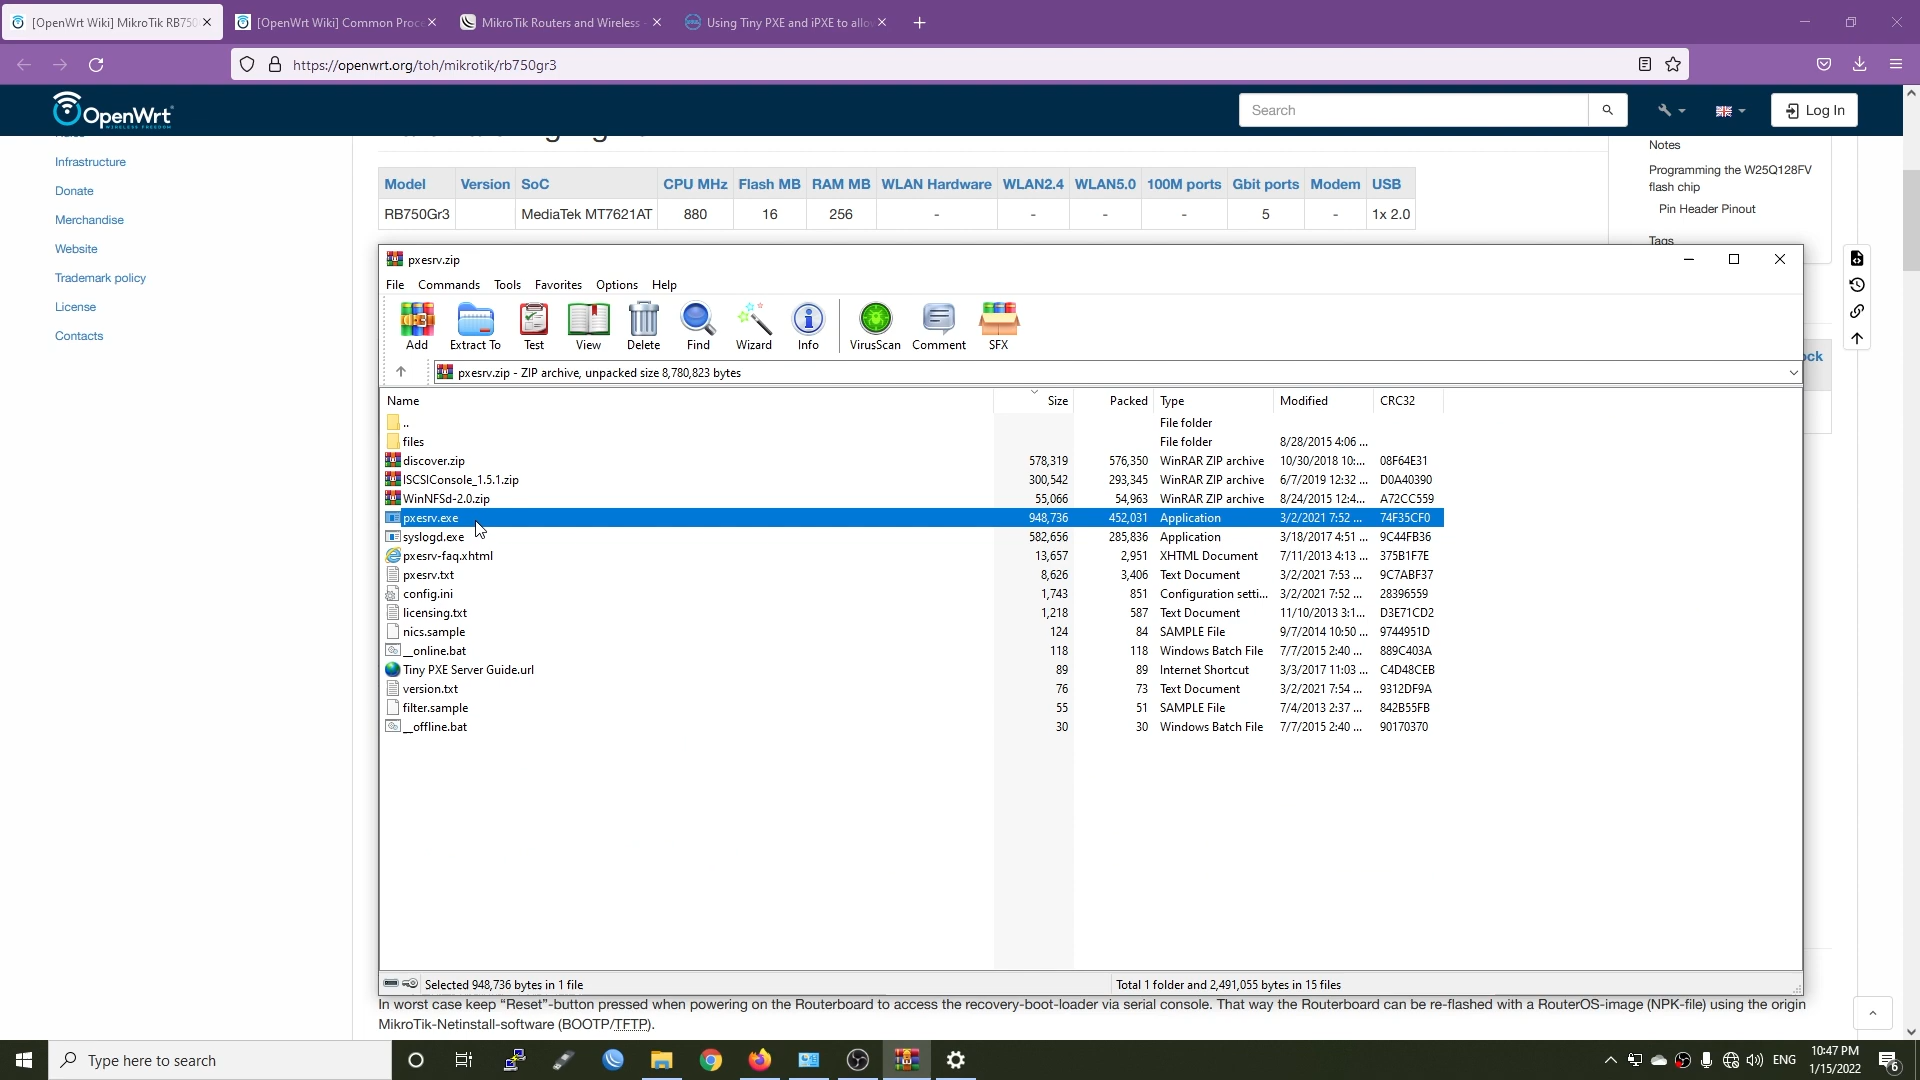 [OpenWrt Wiki] MikroTik RB750
[OpenWrt Wiki] Common Proce
MikroTik Routers and Wireless -
Using Tiny PXE and iPXE to allow
https://openwrt.org/toh/mikrotik/rb750gr3
OpenWrt
WIRELESS FREEDOM
Search
Log In
Infrastructure
Donate
Merchandise
Website
Trademark policy
License
Contacts
Model Version SoC CPU MHz Flash MB RAM MB WLAN Hardware WLAN2.4 WLAN5.0 100M ports Gbit ports Modem USB
RB750Gr3 MediaTek MT7621AT 880 16 256 - - - - 5 - 1x 2.0
Notes
Programming the W25Q128FV
flash chip
Pin Header Pinout
Tags
ock
pxesrv.zip
File Commands Tools Favorites Options Help
Add Extract To Test View Delete Find Wizard Info VirusScan Comment SFX
pxesrv.zip - ZIP archive, unpacked size 8,780,823 bytes
Name Size Packed Type Modified CRC32
.. File folder
files File folder 8/28/2015 4:06 ...
discover.zip 578,319 576,350 WinRAR ZIP archive 10/30/2018 10:... 08F64E31
ISCSIConsole_1.5.1.zip 300,542 293,345 WinRAR ZIP archive 6/7/2019 12:32 ... D0A40390
WinNFSd-2.0.zip 55,066 54,963 WinRAR ZIP archive 8/24/2015 12:4... A72CC559
pxesrv.exe 948,736 452,031 Application 3/2/2021 7:52 ... 74F35CF0
syslogd.exe 582,656 285,836 Application 3/18/2017 4:51 ... 9C44FB36
pxesrv-faq.xhtml 13,657 2,951 XHTML Document 7/11/2013 4:13 ... 375B1F7E
pxesrv.txt 8,626 3,406 Text Document 3/2/2021 7:53 ... 9C7ABF37
config.ini 1,743 851 Configuration setti... 3/2/2021 7:52 ... 28396559
licensing.txt 1,218 587 Text Document 11/10/2013 3:1... D3E71CD2
nics.sample 124 84 SAMPLE File 9/7/2014 10:50 ... 9744951D
__online.bat 118 118 Windows Batch File 7/7/2015 2:40 ... 889C403A
Tiny PXE Server Guide.url 89 89 Internet Shortcut 3/3/2017 11:03 ... C4D48CEB
version.txt 76 73 Text Document 3/2/2021 7:54 ... 9312DF9A
filter.sample 55 51 SAMPLE File 7/4/2013 2:37 ... 842B55FB
__offline.bat 30 30 Windows Batch File 7/7/2015 2:40 ... 90170370
Selected 948,736 bytes in 1 file
Total 1 folder and 2,491,055 bytes in 15 files
In worst case keep “Reset”-button pressed when powering on the Routerboard to access the recovery-boot-loader via serial console. That way the Routerboard can be re-flashed with a RouterOS-image (NPK-file) using the origin
MikroTik-Netinstall-software (BOOTP/TFTP).
Type here to search
ENG
10:47 PM
1/15/2022
6